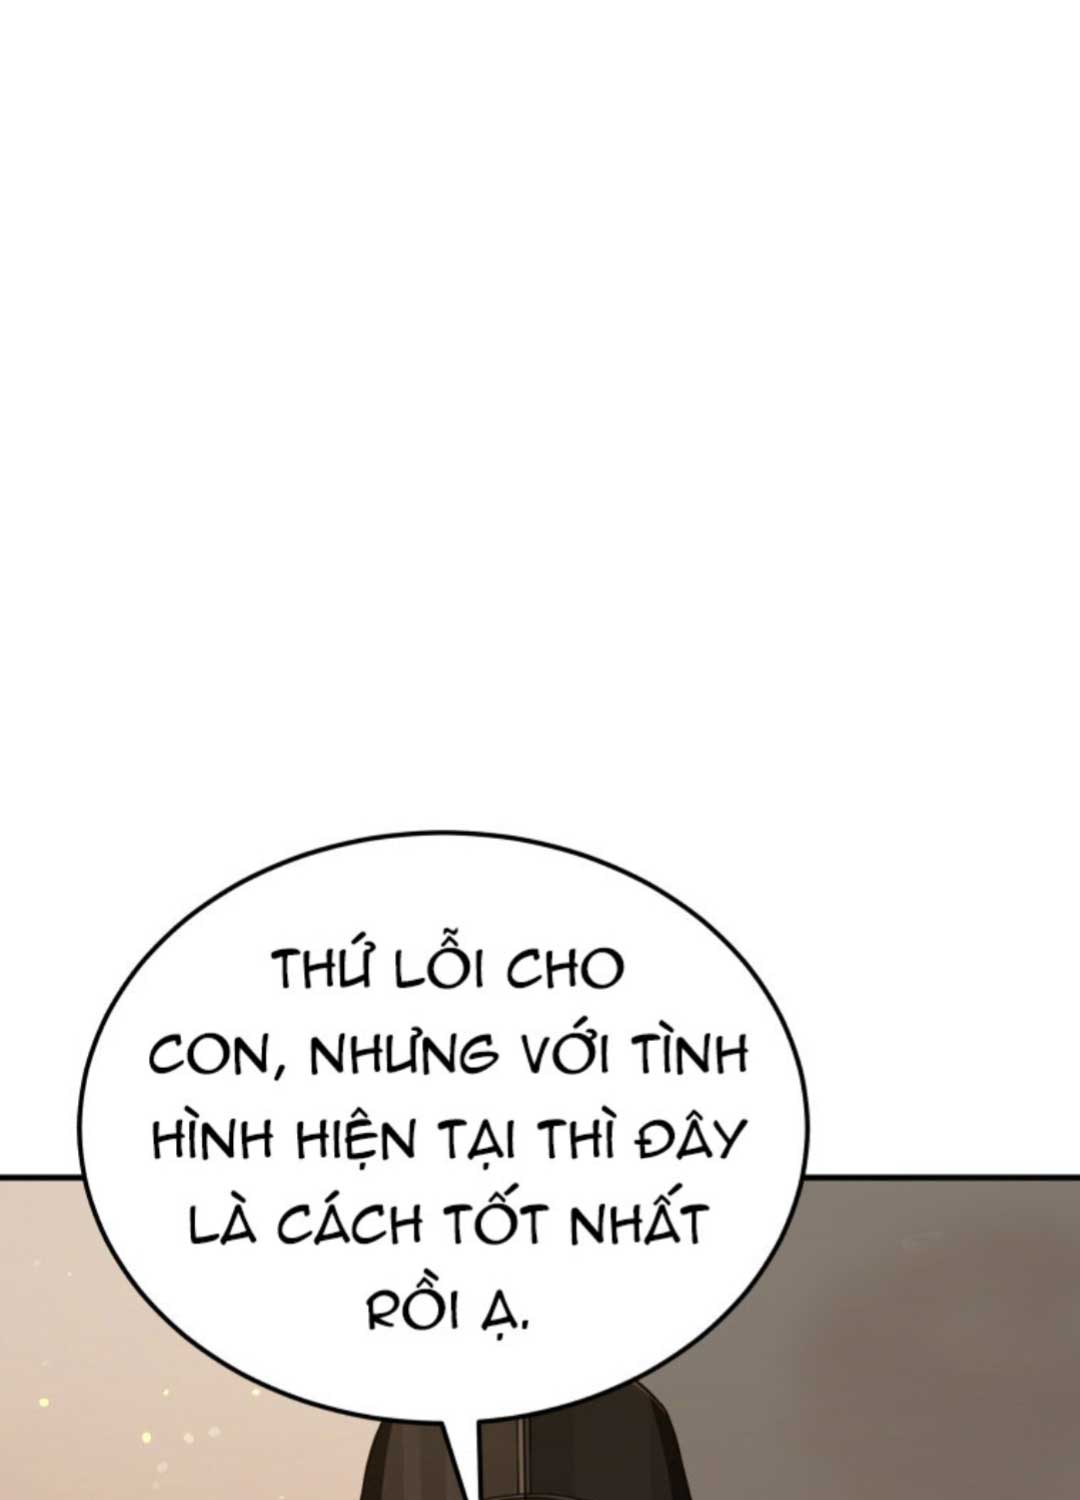 THỨ LỖI CHO
CON, NHƯNG VỚI TÌNH
HÌNH HIỆN TẠI THÌ ĐÂY
LÀ CÁCH TỐT NHẤT
RỒI Ạ.